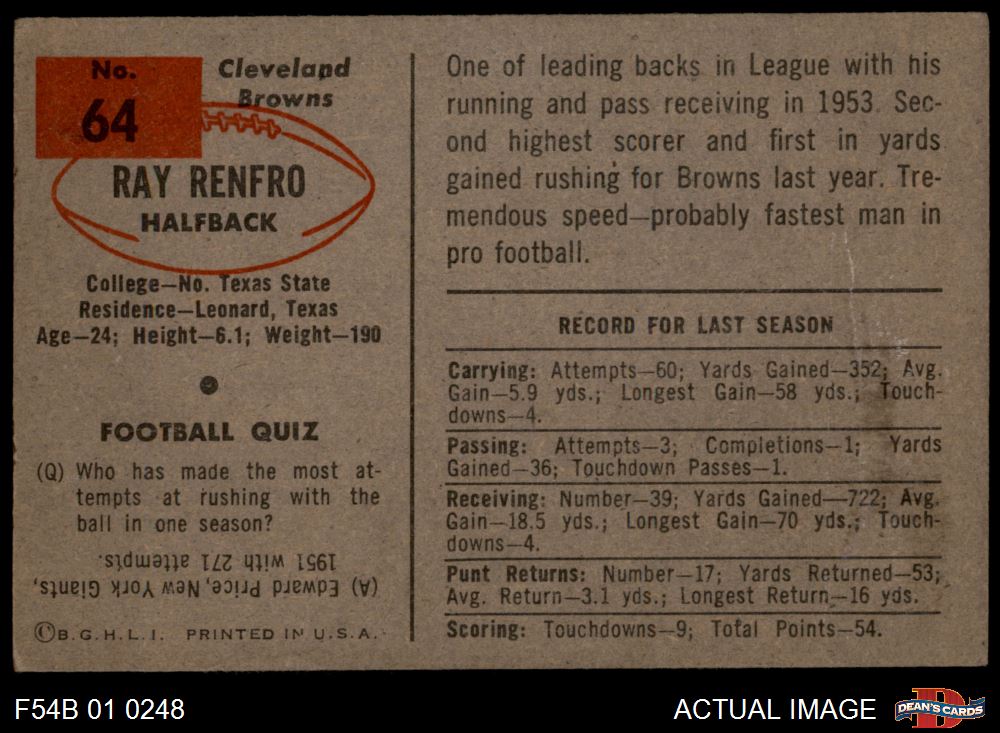 No.
64
Cleveland
Browns
RAY RENFRO
HALFBACK
College—No. Texas State
Residence—Leonard, Texas
Age—24; Height—6.1; Weight—190
FOOTBALL QUIZ
(Q) Who has made the most at-
tempts at rushing with the
ball in one season?
(A) Edward Price, New York Giants,
1951 with 271 attempts.
©B.G.H.L.I. PRINTED IN U.S.A.
One of leading backs in League with his
running and pass receiving in 1953. Sec-
ond highest scorer and first in yards
gained rushing for Browns last year. Tre-
mendous speed—probably fastest man in
pro football.
RECORD FOR LAST SEASON
Carrying: Attempts—60; Yards Gained—352; Avg.
Gain—5.9 yds.; Longest Gain—58 yds.; Touch-
downs—4.
Passing: Attempts—3; Completions—1; Yards
Gained—36; Touchdown Passes—1.
Receiving: Number—39; Yards Gained—722; Avg.
Gain—18.5 yds.; Longest Gain—70 yds.; Touch-
downs—4.
Punt Returns: Number—17; Yards Returned—53;
Avg. Return—3.1 yds.; Longest Return—16 yds.
Scoring: Touchdowns—9; Total Points—54.
F54B 01 0248
ACTUAL IMAGE
D
DEAN'S CARDS